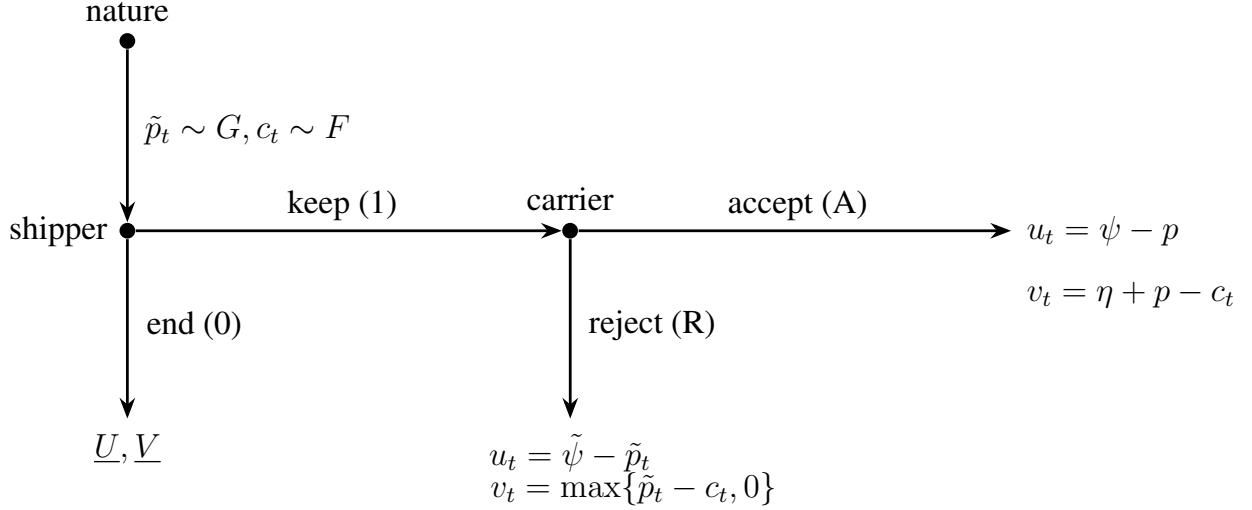 nature
p̃_t ∼ G, c_t ∼ F
keep (1)
carrier
accept (A)
shipper
u_t = ψ − p
v_t = η + p − c_t
end (0)
reject (R)
U̲, V̲
u_t = ψ̃ − p̃_t
v_t = max{p̃_t − c_t, 0}